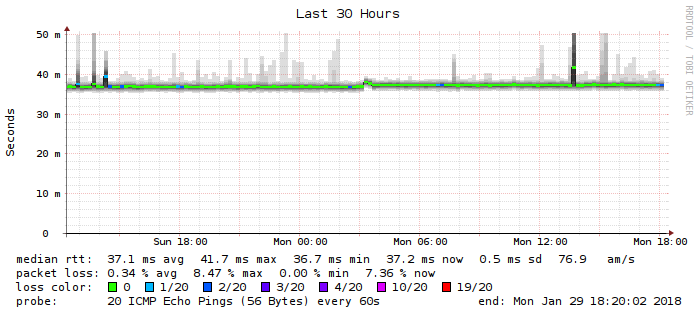 Last 30 Hours
RRDTOOL / TOBI OETIKER
Seconds
50 m
40 m
30 m
20 m
10 m
0
Sun 18:00 Mon 00:00 Mon 06:00 Mon 12:00 Mon 18:00
median rtt: 37.1 ms avg 41.7 ms max 36.7 ms min 37.2 ms now 0.5 ms sd 76.9 am/s
packet loss: 0.34 % avg 8.47 % max 0.00 % min 7.36 % now
loss color: 0 1/20 2/20 3/20 4/20 10/20 19/20
probe: 20 ICMP Echo Pings (56 Bytes) every 60s end: Mon Jan 29 18:20:02 2018